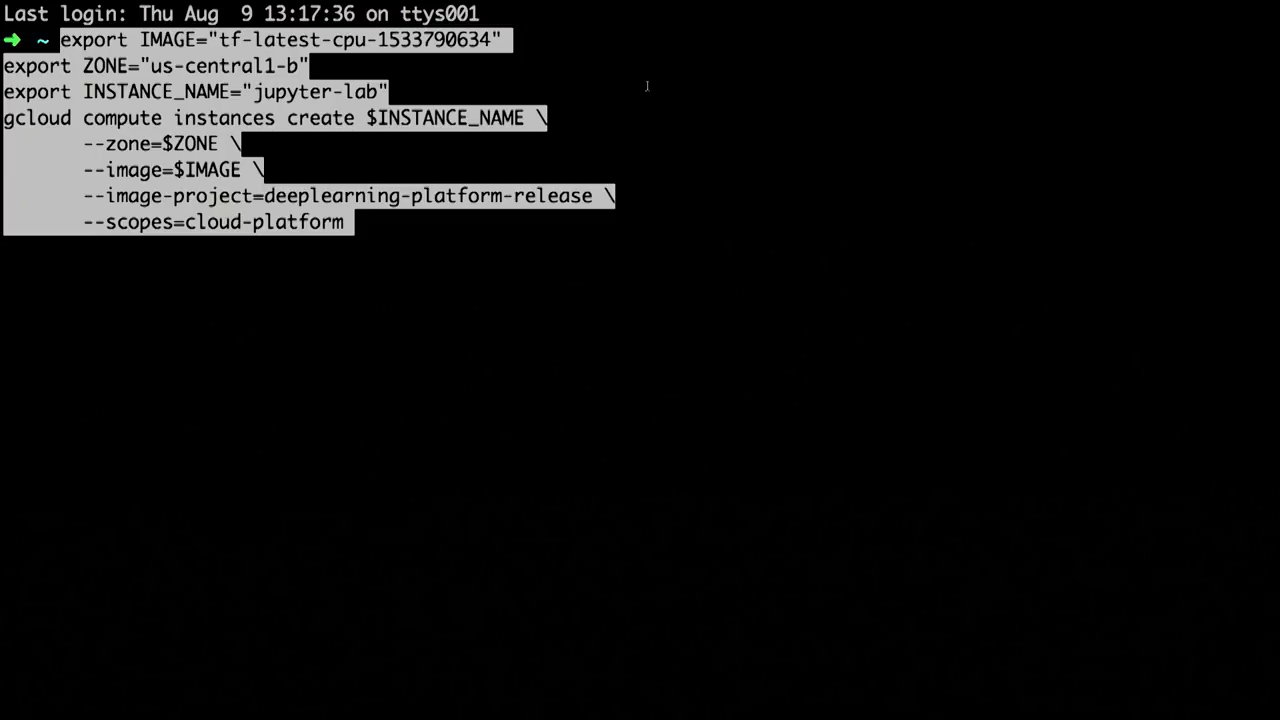 Last login: Thu Aug  9 13:17:36 on ttys001
➜  ~ export IMAGE="tf-latest-cpu-1533790634"
export ZONE="us-central1-b"
export INSTANCE_NAME="jupyter-lab"
gcloud compute instances create $INSTANCE_NAME \
       --zone=$ZONE \
       --image=$IMAGE \
       --image-project=deeplearning-platform-release \
       --scopes=cloud-platform